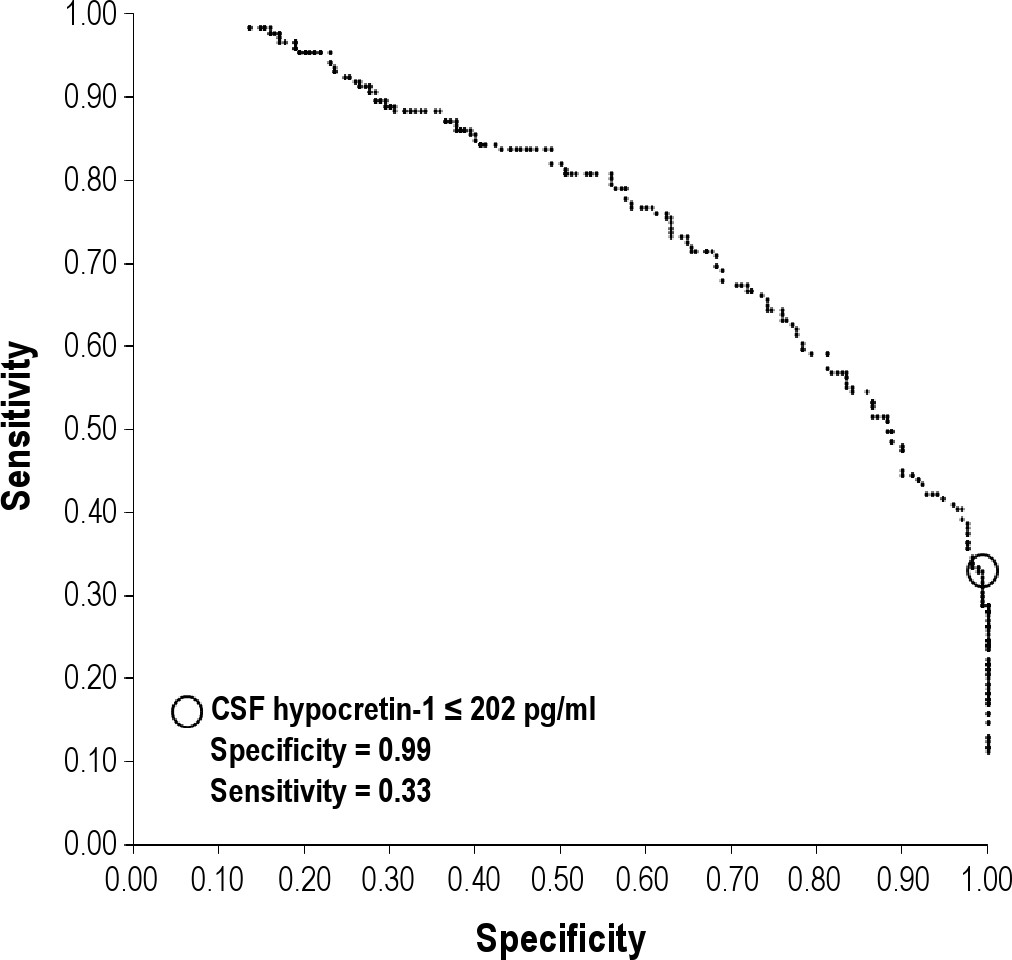 1.00
0.90
0.80
0.70
0.60
0.50
0.40
0.30
0.20
0.10
0.00
Sensitivity
CSF hypocretin-1 ≤ 202 pg/ml
Specificity = 0.99
Sensitivity = 0.33
0.00 0.10 0.20 0.30 0.40 0.50 0.60 0.70 0.80 0.90 1.00
Specificity